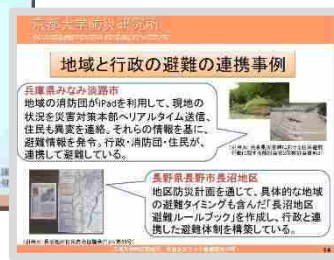 京都大学防災研究所
地域と行政の避難の連携事例
兵庫県みなみ淡路市
地域の消防団がiPadを利用して、現地の
状況を災害対策本部へリアルタイム送信、
住民も異変を連絡。それらの情報を基に、
避難情報を発令。行政・消防団・住民が、
連携して避難している。
長野県長野市長沼地区
地区防災計画を通じて、具体的な地域
の避難タイミングも含んだ「長沼地区
避難ルールブック」を作成し、行政と連携
した避難体制を構築している。